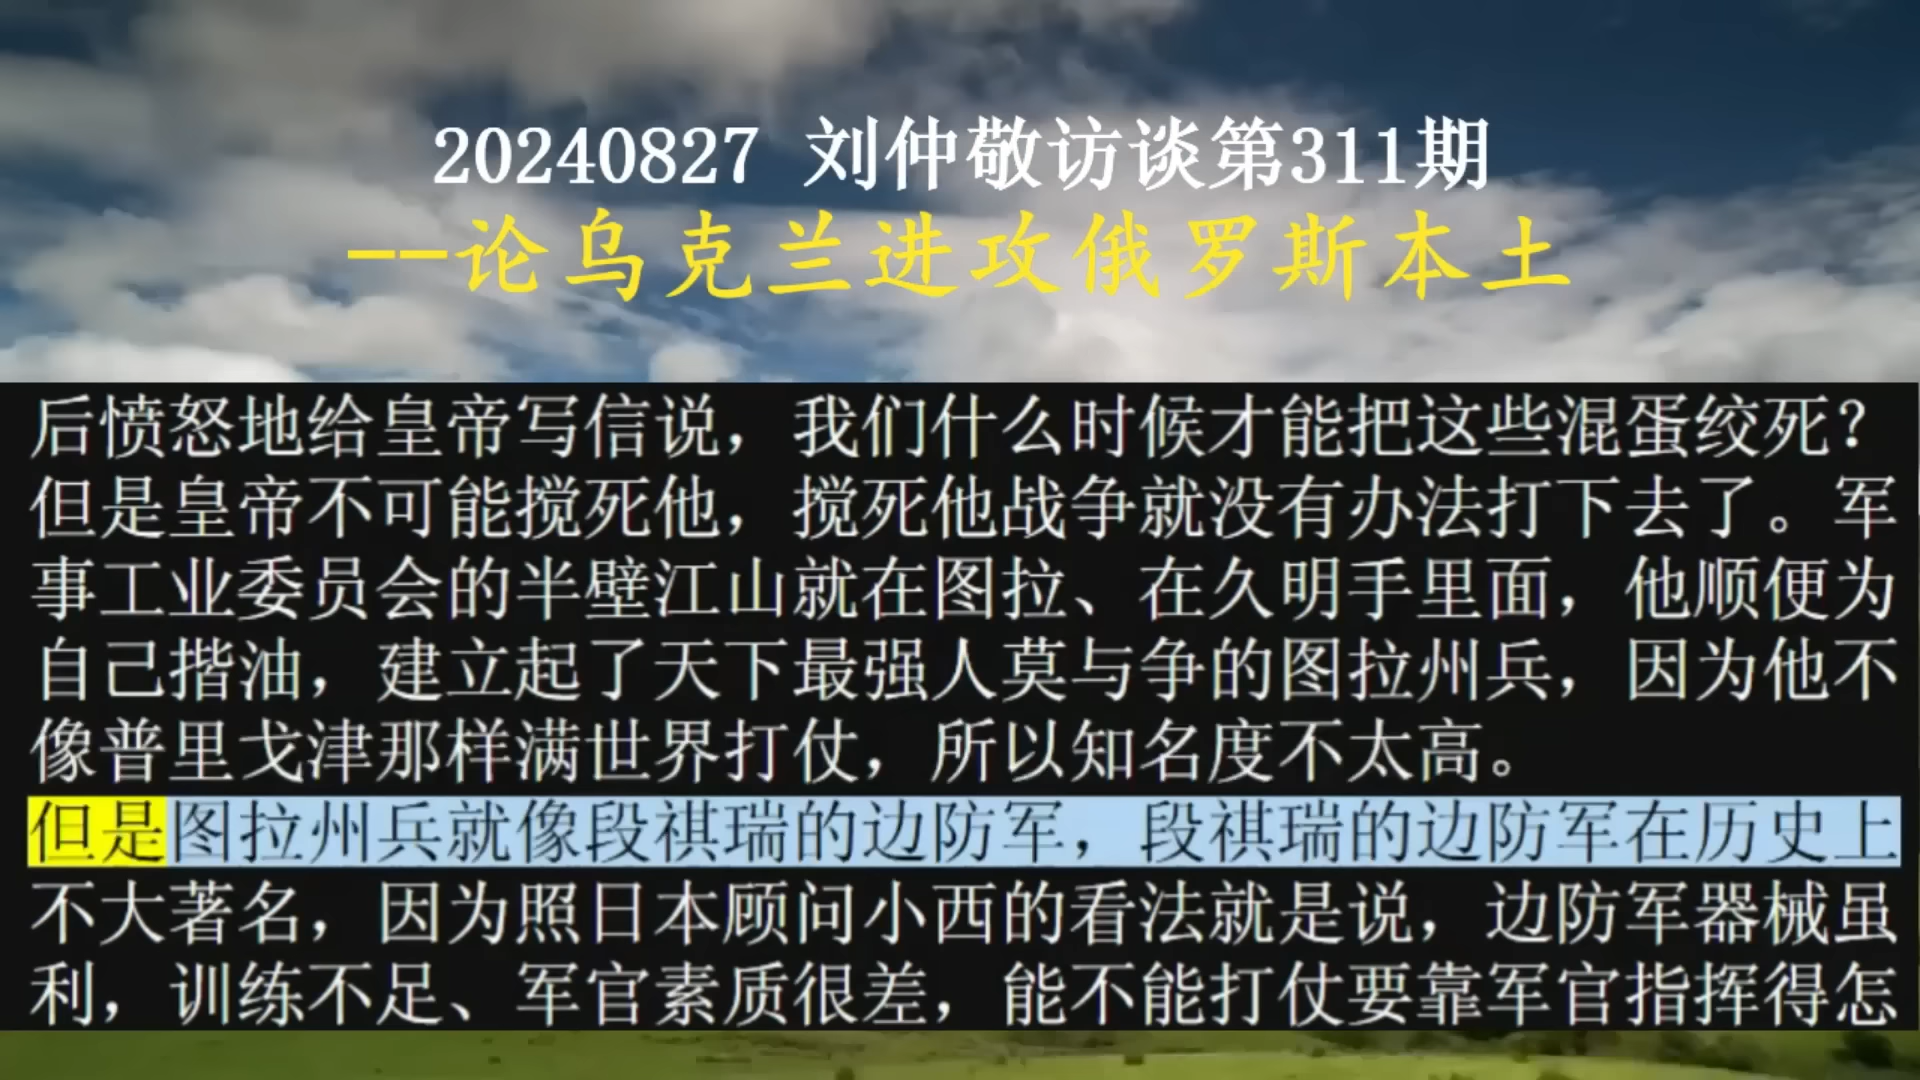 20240827 刘仲敬访谈第311期
--论乌克兰进攻俄罗斯本土
后愤怒地给皇帝写信说，我们什么时候才能把这些混蛋绞死？
但是皇帝不可能搅死他，搅死他战争就没有办法打下去了。军
事工业委员会的半壁江山就在图拉、在久明手里面，他顺便为
自己揩油，建立起了天下最强人莫与争的图拉州兵，因为他不
像普里戈津那样满世界打仗，所以知名度不太高。
但是图拉州兵就像段祺瑞的边防军，段祺瑞的边防军在历史上
不大著名，因为照日本顾问小西的看法就是说，边防军器械虽
利，训练不足、军官素质很差，能不能打仗要靠军官指挥得怎